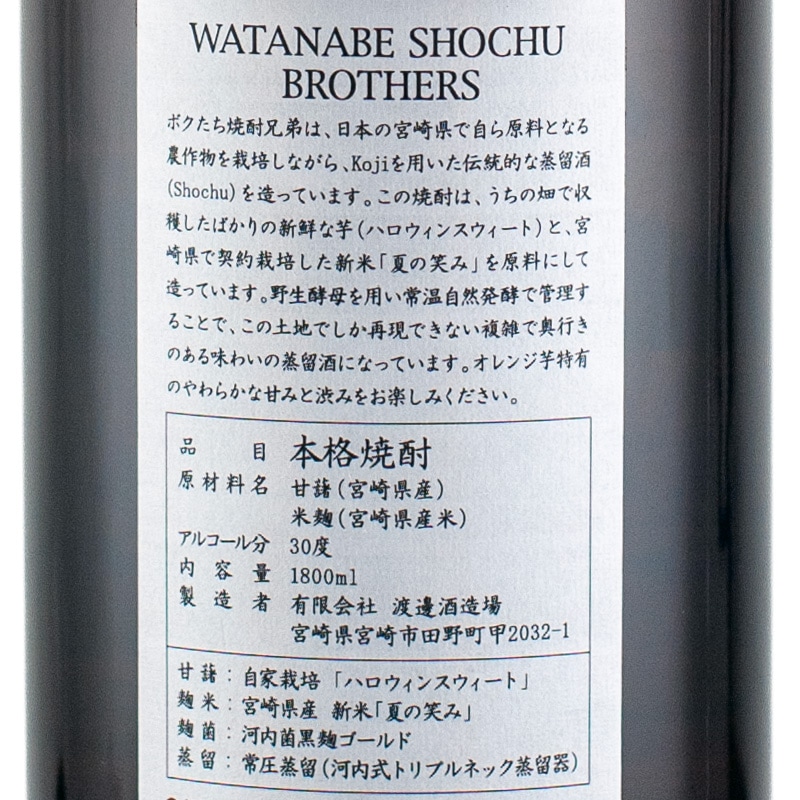 WATANABE SHOCHU
BROTHERS
ボクたち焼酎兄弟は、日本の宮崎県で自ら原料となる
農作物を栽培しながら、Kojiを用いた伝統的な蒸留酒
(Shochu)を造っています。この焼酎は、うちの畑で収
穫したばかりの新鮮な芋(ハロウィンスウィート)と、宮
崎県で契約栽培した新米「夏の笑み」を原料にして
造っています。野生酵母を用い常温自然発酵で管理す
ることで、この土地でしか再現できない複雑で奥行き
のある味わいの蒸留酒になっています。オレンジ芋特有
のやわらかな甘みと渋みをお楽しみください。
品目 本格焼酎
原材料名 甘藷(宮崎県産)
米麹(宮崎県産米)
アルコール分 30度
内容量 1800ml
製造者 有限会社 渡邊酒造場
宮崎県宮崎市田野町甲2032-1
甘藷:自家栽培「ハロウィンスウィート」
麹米:宮崎県産 新米「夏の笑み」
麹菌:河内菌黒麹ゴールド
蒸留:常圧蒸留(河内式トリプルネック蒸留器)